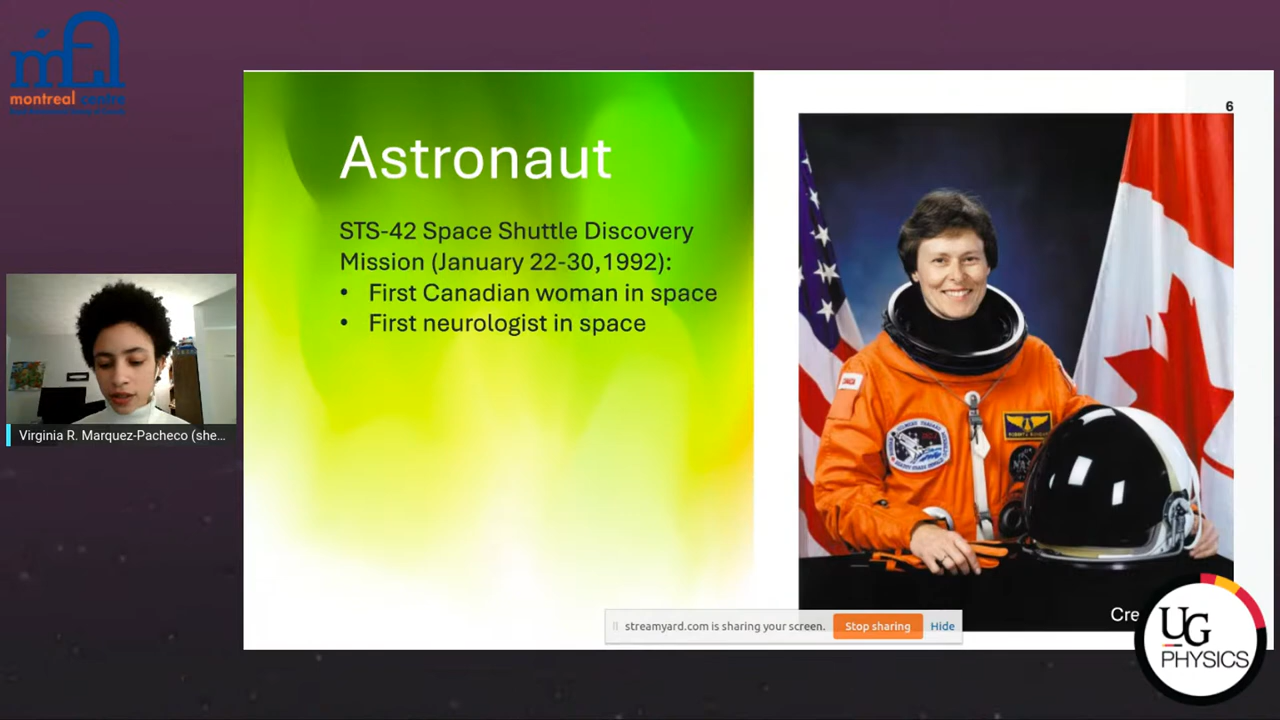 montreal centre
6
Astronaut
STS-42 Space Shuttle Discovery
Mission (January 22-30,1992):
• First Canadian woman in space
• First neurologist in space
CANADA
NASA
Virginia R. Marquez-Pacheco (she...
Cre
streamyard.com is sharing your screen. Stop sharing Hide
UG
PHYSICS